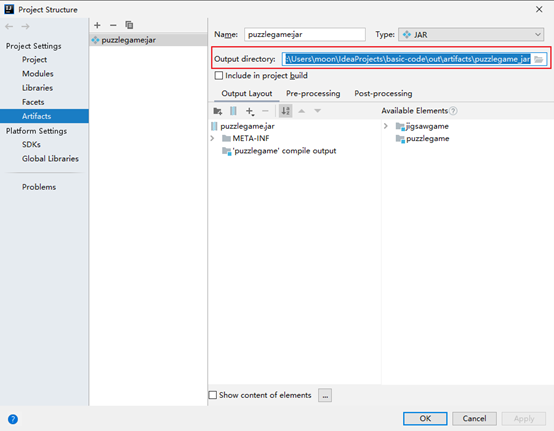 Project Structure
Project Settings
Project
Modules
Libraries
Facets
Artifacts
Platform Settings
SDKs
Global Libraries
Problems
puzzlegame:jar
Name: puzzlegame:jar Type: JAR
Output directory: :\Users\moon\IdeaProjects\basic-code\out\artifacts\puzzlegame_jar
Include in project build
Output Layout Pre-processing Post-processing
Available Elements ?
puzzlegame.jar
META-INF
'puzzlegame' compile output
jigsawgame
puzzlegame
Show content of elements ...
? OK Cancel Apply